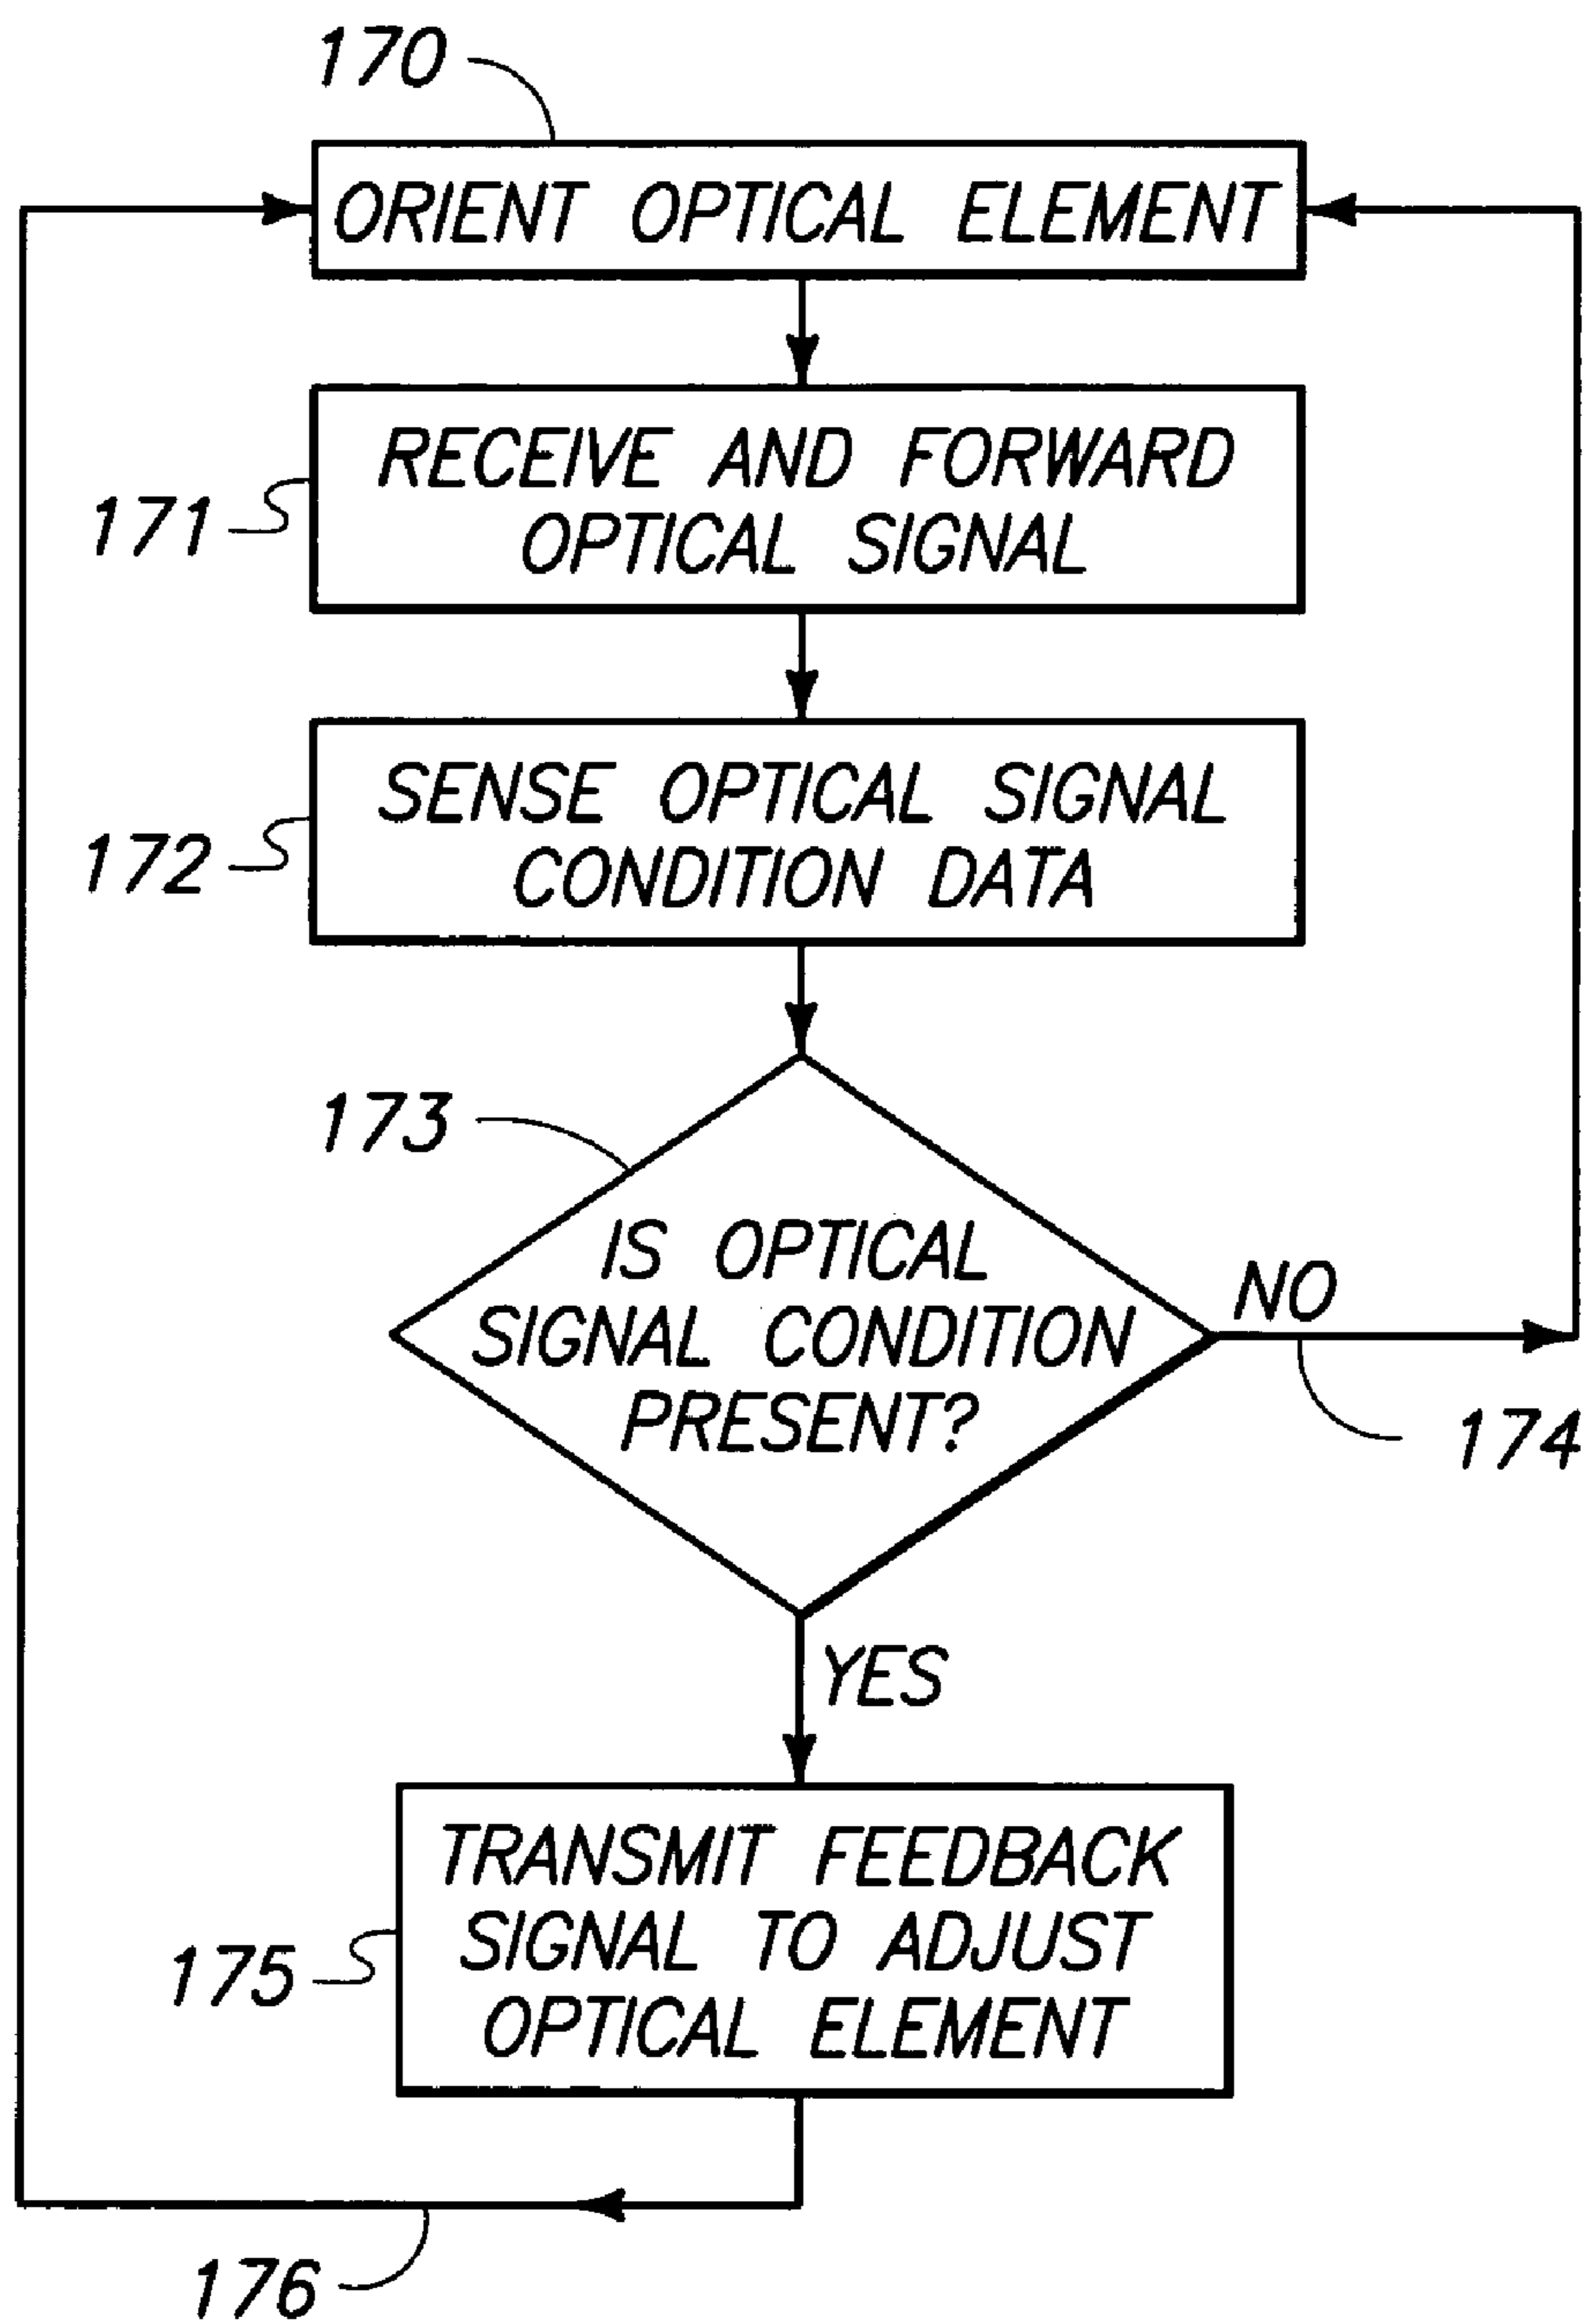 170
ORIENT OPTICAL ELEMENT
RECEIVE AND FORWARD
OPTICAL SIGNAL
171
SENSE OPTICAL SIGNAL
CONDITION DATA
172
173
IS OPTICAL
SIGNAL CONDITION
PRESENT?
NO
174
YES
TRANSMIT FEEDBACK
SIGNAL TO ADJUST
OPTICAL ELEMENT
175
176